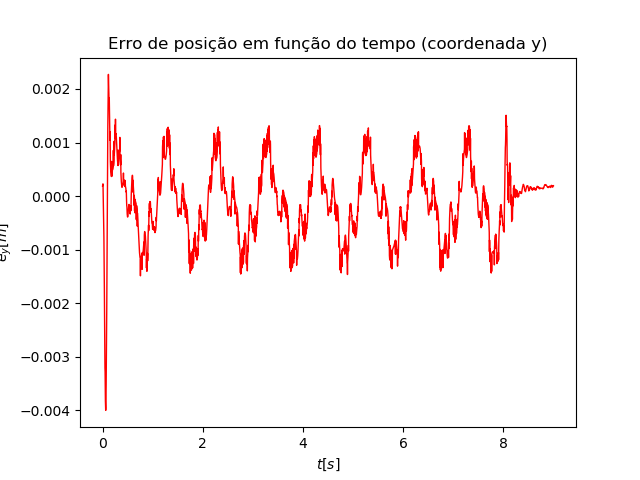 Erro de posição em função do tempo (coordenada y)
0.002
0.001
0.000
−0.001
−0.002
−0.003
−0.004
e_y[m]
0 2 4 6 8
t[s]